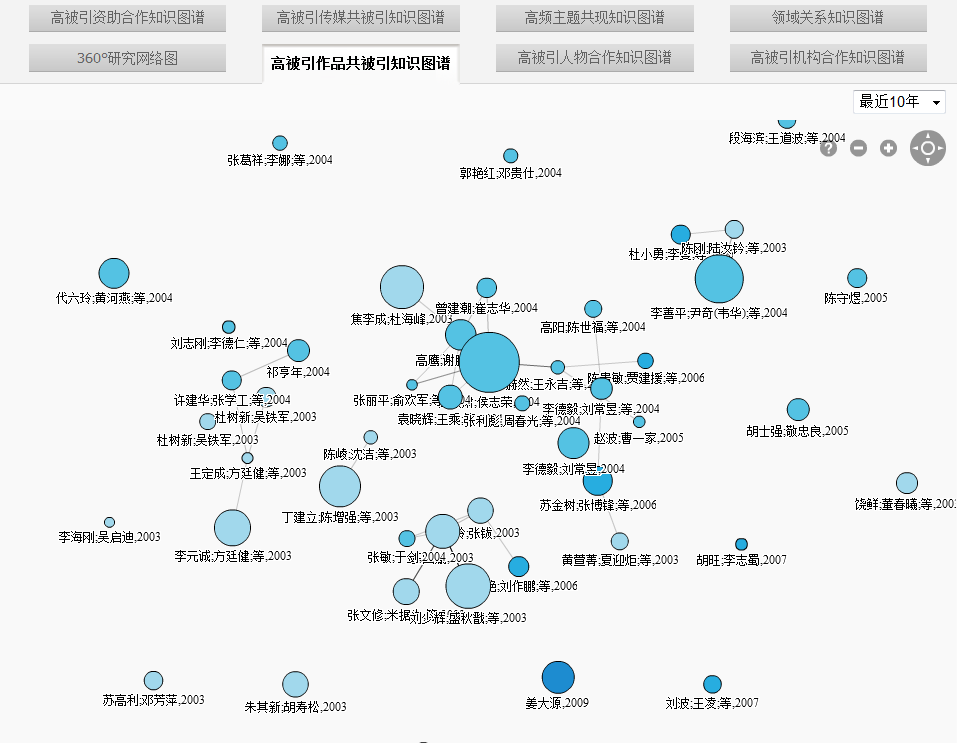 高被引资助合作知识图谱
高被引传媒共被引知识图谱
高频主题共现知识图谱
领域关系知识图谱
360°研究网络图
高被引作品共被引知识图谱
高被引人物合作知识图谱
高被引机构合作知识图谱
最近10年
段海滨;王道波;等,2004
张葛祥;李娜;等,2004
郭艳红;邓贵仕,2004
杜小勇;李
陈刚;陆汝钤;等,2003
代六玲;黄河燕;等,2004
李善平;尹奇(韡华);等,2004
陈守煜,2005
曾建潮;崔志华,2004
焦李成;杜海峰,2003
高阳;陈世福;等,2004
刘志刚;李德仁;等,2004
高鹰;谢
祁亨年,2004
陈贵敏;贾建援;等,2006
赫然;王永吉;等
许建华;张学工;等,2004
张丽平;俞欢军;等
侯志荣
李德毅;刘常昱;等,2004
杜树新;吴铁军,2003
袁晓辉;王乘
张利彪;周春光;等,2004
胡士强;敬忠良,2005
杜树新;吴铁军,2003
赵波;曹一家,2005
陈崚;沈洁;等,2003
李德毅;刘常昱,2004
王定成;方廷健;等,2003
苏金树;张博锋;等,2006
饶鲜;董春曦;等,200
丁建立;陈增强;等,2003
李海刚;吴启迪,2003
张钹,2003
李元诚;方廷健;等,2003
张敏;于剑,2004
,2003
黄萱菁;夏迎炬;等,2003
胡旺;李志蜀,2007
艳;刘作鹏;等,2006
张文修;米据生
刘少辉;盛秋戬;等,2003
苏高利;邓芳萍,2003
朱其新;胡寿松,2003
姜大源,2009
刘波;王凌;等,2007